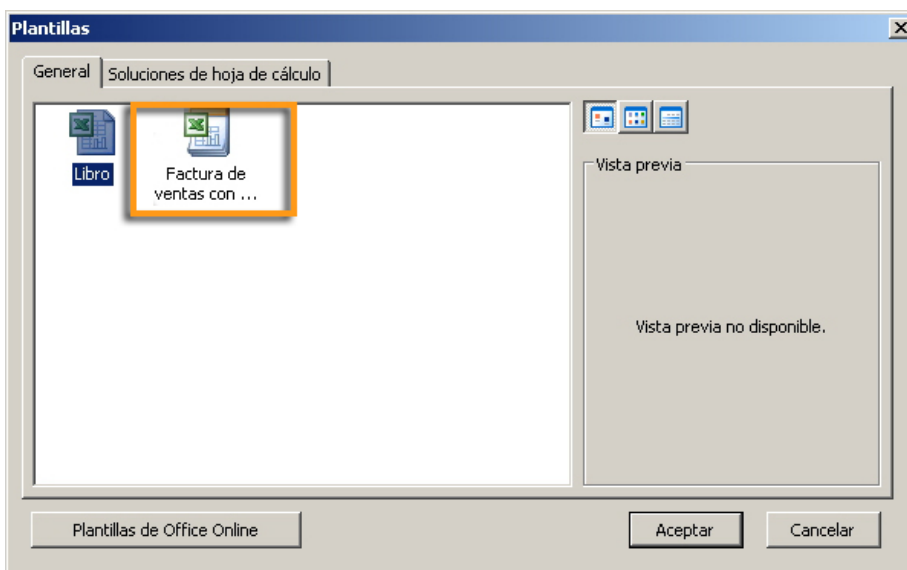 Plantillas
General
Soluciones de hoja de cálculo
Libro
Factura de
ventas con ...
Vista previa
Vista previa no disponible.
Plantillas de Office Online
Aceptar
Cancelar